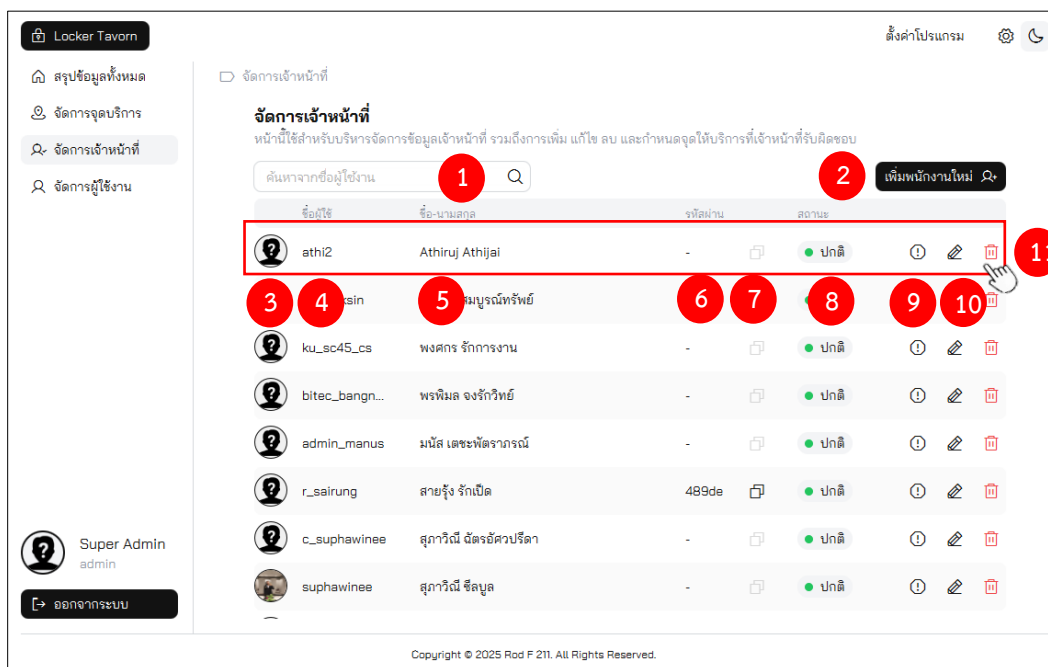 Locker Tavorn
ตั้งค่าโปรแกรม
สรุปข้อมูลทั้งหมด
จัดการจุดบริการ
จัดการเจ้าหน้าที่
จัดการผู้ใช้งาน
จัดการเจ้าหน้าที่
จัดการเจ้าหน้าที่
หน้านี้ใช้สำหรับบริหารจัดการข้อมูลเจ้าหน้าที่ รวมถึงการเพิ่ม แก้ไข ลบ และกำหนดจุดให้บริการที่เจ้าหน้าที่รับผิดชอบ
ค้นหาจากชื่อผู้ใช้งาน 1 2 เพิ่มพนักงานใหม่
ชื่อผู้ใช้ ชื่อ-นามสกุล รหัสผ่าน สถานะ
athi2 Athiruj Athijai - ปกติ 11
3 4 ksin 5 สมบูรณ์ทรัพย์ 6 7 8 9 10
ku_sc45_cs พงศกร รักการงาน - ปกติ
bitec_bangn... พรพิมล จงรักวิทย์ - ปกติ
admin_manus มนัส เตชะพัตราภรณ์ - ปกติ
r_sairung สายรุ้ง รักเป็ด 489de ปกติ
c_suphawinee สุภาวิณี ฉัตรอัศวปรีดา - ปกติ
suphawinee สุภาวิณี ซีลบูล - ปกติ
Super Admin
admin
ออกจากระบบ
Copyright © 2025 Rod F 211. All Rights Reserved.